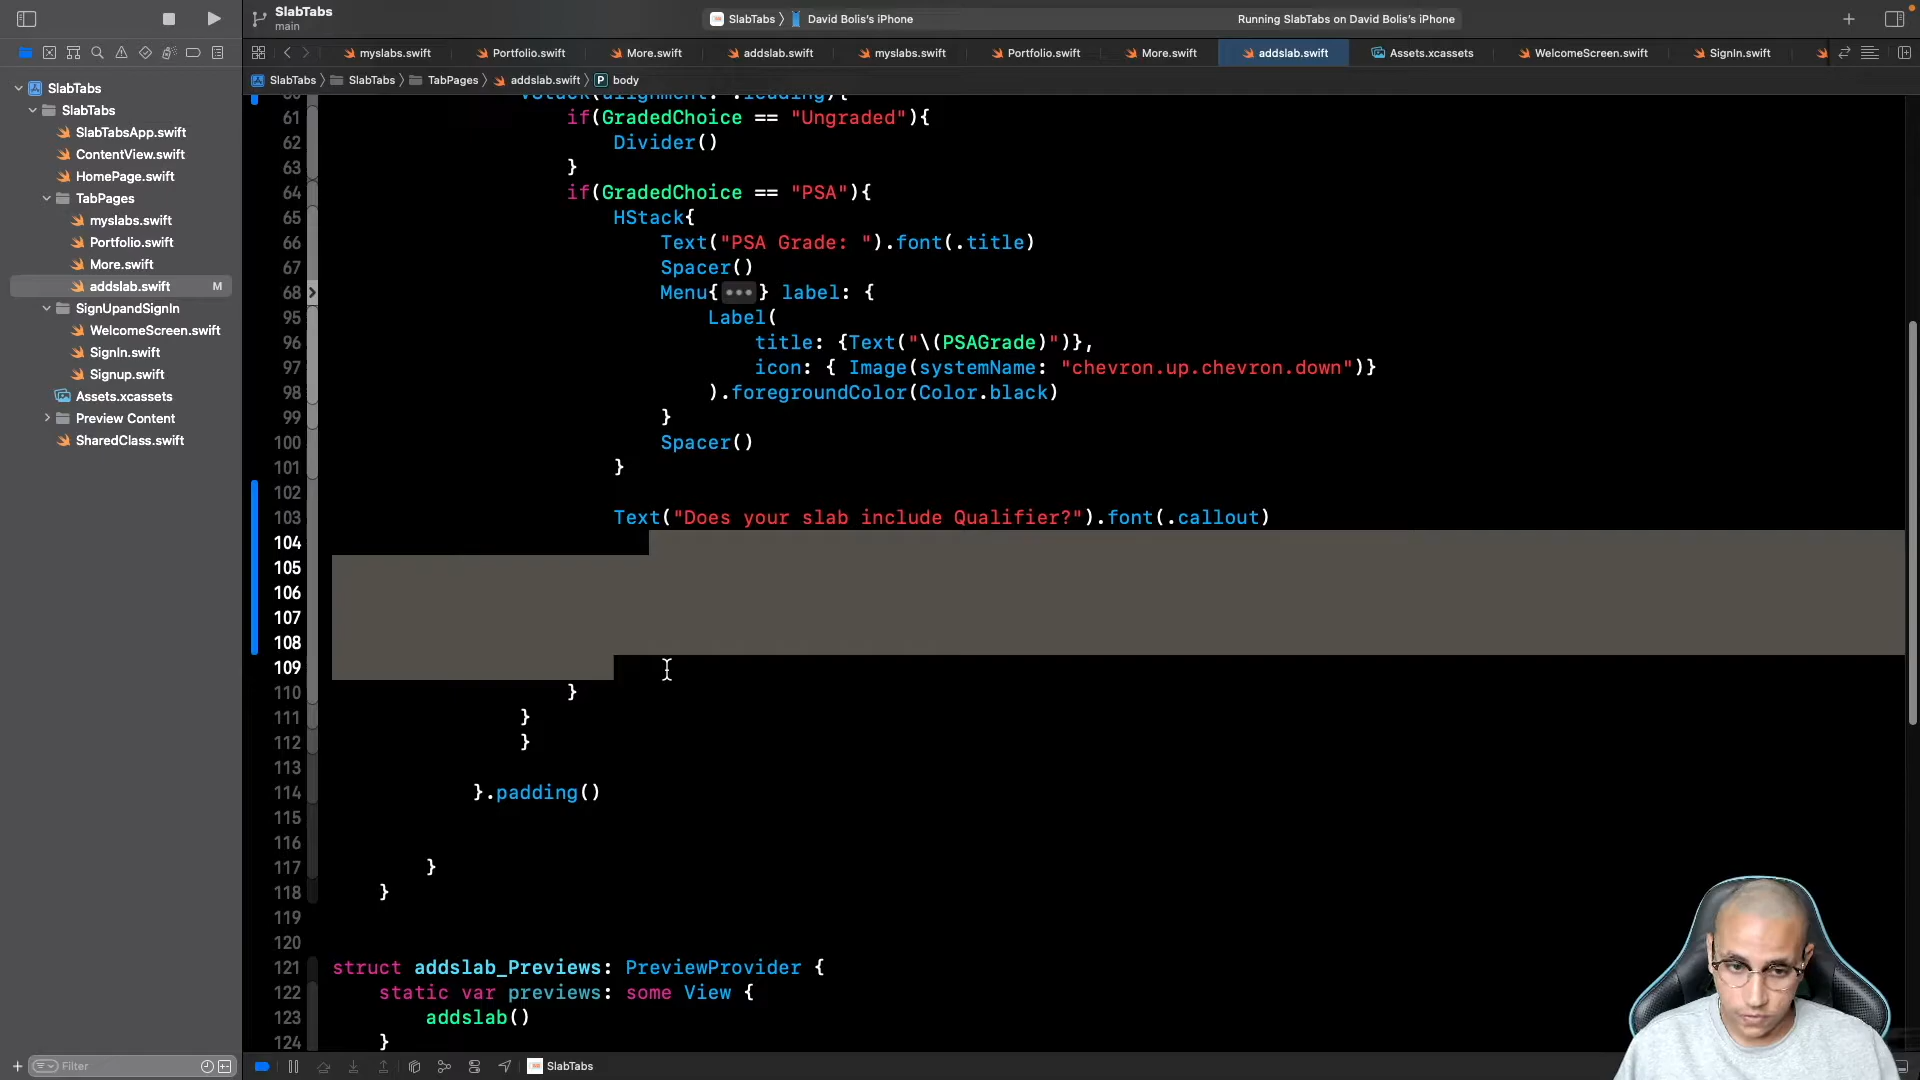 SlabTabs
main
SlabTabs
David Bolis's iPhone
Running SlabTabs on David Bolis's iPhone
myslabs.swift
Portfolio.swift
More.swift
addslab.swift
myslabs.swift
Portfolio.swift
More.swift
addslab.swift
Assets.xcassets
WelcomeScreen.swift
SignIn.swift
SlabTabs
SlabTabs
TabPages
addslab.swift
P body
SlabTabs
SlabTabs
SlabTabsApp.swift
ContentView.swift
HomePage.swift
TabPages
myslabs.swift
Portfolio.swift
More.swift
addslab.swift M
SignUpandSignIn
WelcomeScreen.swift
SignIn.swift
Signup.swift
Assets.xcassets
Preview Content
SharedClass.swift
60 VStack(alignment: .leading){
61 if(GradedChoice == "Ungraded"){
62 Divider()
63 }
64 if(GradedChoice == "PSA"){
65 HStack{
66 Text("PSA Grade: ").font(.title)
67 Spacer()
68 Menu{•••} label: {
95 Label(
96 title: {Text("\(PSAGrade)")},
97 icon: { Image(systemName: "chevron.up.chevron.down")}
98 ).foregroundColor(Color.black)
99 }
100 Spacer()
101 }
102
103 Text("Does your slab include Qualifier?").font(.callout)
104
105
106
107
108
109
110 }
111 }
112 }
113
114 }.padding()
115
116
117 }
118 }
119
120
121 struct addslab_Previews: PreviewProvider {
122 static var previews: some View {
123 addslab()
124 }
Filter
SlabTabs